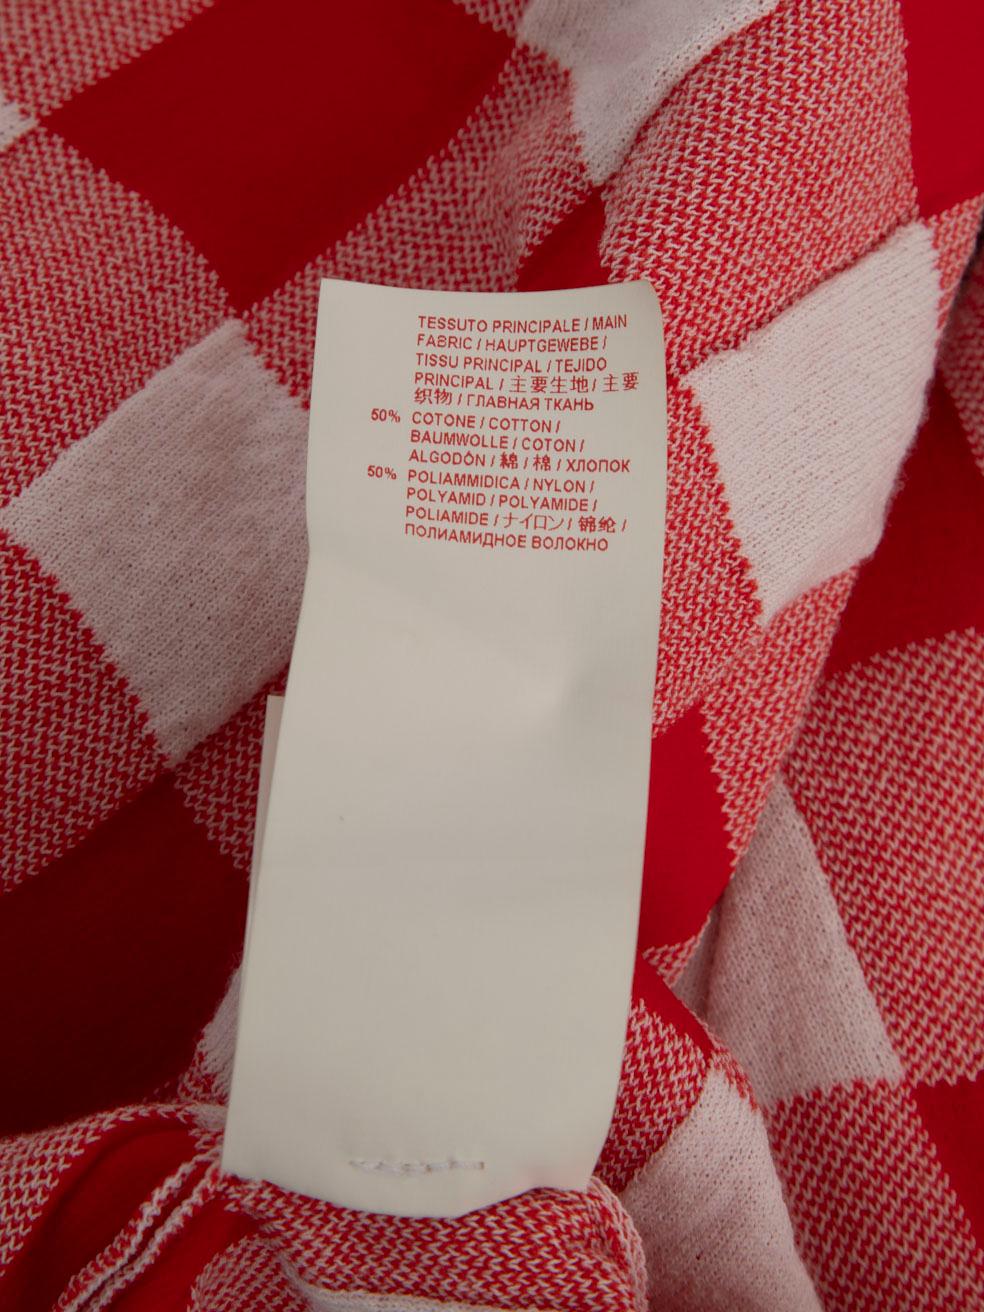 TESSUTO PRINCIPALE / MAIN
FABRIC / HAUPTGEWEBE /
TISSU PRINCIPAL / TEJIDO
PRINCIPAL / 主要生地 / 主要
织物 / ГЛАВНАЯ ТКАНЬ
50% COTONE / COTTON /
BAUMWOLLE / COTON /
ALGODÓN / 綿 / 棉 / ХЛОПОК
50% POLIAMMIDICA / NYLON /
POLYAMID / POLYAMIDE /
POLIAMIDE / ナイロン / 锦纶 /
ПОЛИАМИДНОЕ ВОЛОКНО